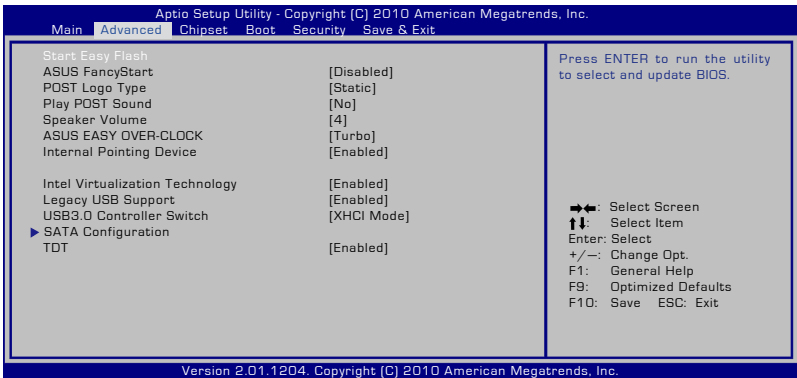 Aptio Setup Utility - Copyright (C) 2010 American Megatrends, Inc.
Main Advanced Chipset Boot Security Save & Exit
Start Easy Flash
ASUS FancyStart [Disabled]
POST Logo Type [Static]
Play POST Sound [No]
Speaker Volume [4]
ASUS EASY OVER-CLOCK [Turbo]
Internal Pointing Device [Enabled]
Intel Virtualization Technology [Enabled]
Legacy USB Support [Enabled]
USB3.0 Controller Switch [XHCI Mode]
SATA Configuration
TDT [Enabled]
Press ENTER to run the utility
to select and update BIOS.
→←: Select Screen
↑↓: Select Item
Enter: Select
+/—: Change Opt.
F1: General Help
F9: Optimized Defaults
F10: Save ESC: Exit
Version 2.01.1204. Copyright (C) 2010 American Megatrends, Inc.